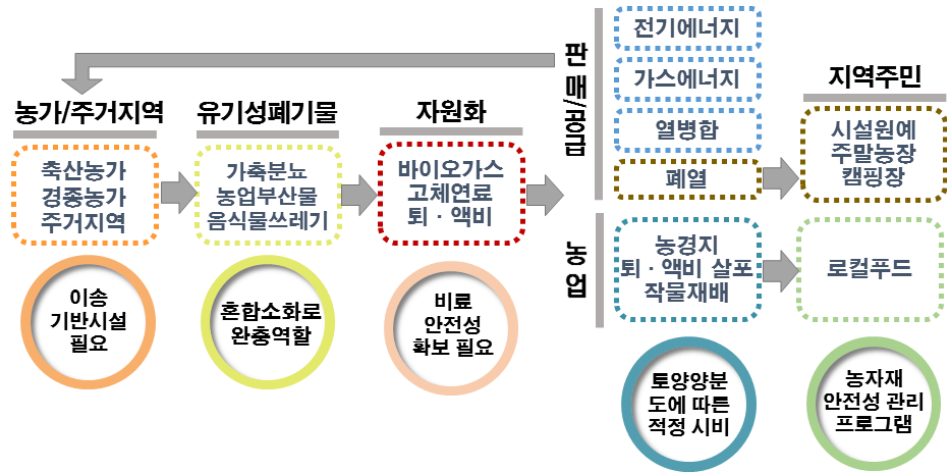 농가/주거지역
축산농가
경종농가
주거지역
이송
기반시설
필요
유기성폐기물
가축분뇨
농업부산물
음식물쓰레기
혼합소화로
완충역할
자원화
바이오가스
고체연료
퇴·액비
비료
안전성
확보 필요
판매/공급
전기에너지
가스에너지
열병합
폐열
농업
농경지
퇴·액비 살포
작물재배
토양양분
도에 따른
적정 시비
지역주민
시설원예
주말농장
캠핑장
로컬푸드
농자재
안전성 관리
프로그램